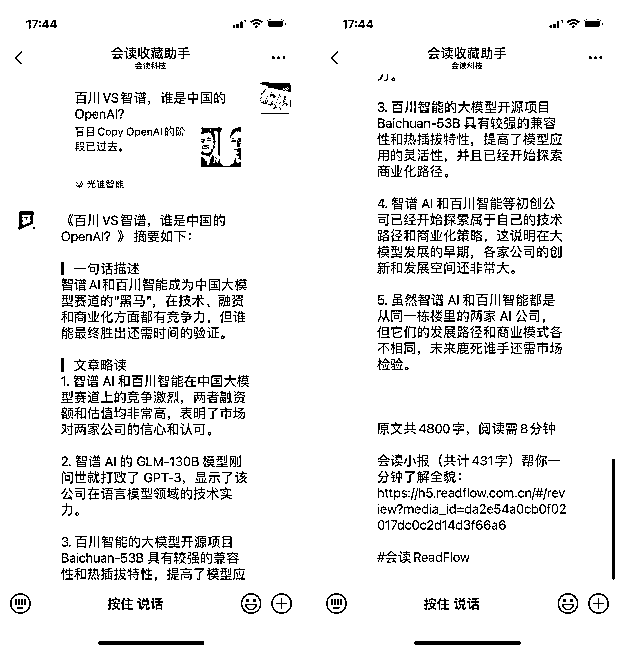 17:44
会读收藏助手
会读科技
百川 VS 智谱，谁是中国的
OpenAI?
盲目 Copy OpenAI 的阶
段已过去。
光锥智能
《百川 VS 智谱，谁是中国的
OpenAI? 》 摘要如下：
一句话描述
智谱 AI 和百川智能成为中国大模
型赛道的“黑马”，在技术、融资
和商业化方面都有竞争力，但谁
能最终胜出还需时间的验证。
文章略读
1. 智谱 AI 和百川智能在中国大模
型赛道上的竞争激烈，两者融资
额和估值均非常高，表明了市场
对两家公司的信心和认可。
2. 智谱 AI 的 GLM-130B 模型刚
问世就打败了 GPT-3，显示了该
公司在语言模型领域的技术实
力。
3. 百川智能的大模型开源项目
Baichuan-53B 具有较强的兼容
性和热插拔特性，提高了模型应
按住 说话
17:44
会读收藏助手
会读科技
力。
3. 百川智能的大模型开源项目
Baichuan-53B 具有较强的兼容
性和热插拔特性，提高了模型应
用的灵活性，并且已经开始探索
商业化路径。
4. 智谱 AI 和百川智能等初创公
司已经开始探索属于自己的技术
路径和商业化策略，这说明在大
模型发展的早期，各家公司的创
新和发展空间还非常大。
5. 虽然智谱 AI 和百川智能都是
从同一栋楼里的两家 AI 公司，
但它们的发展路径和商业模式各
不相同，未来鹿死谁手还需市场
检验。
原文共 4800 字，阅读需 8 分钟
会读小报（共计 431 字）帮你一
分钟了解全貌：
https://h5.readflow.com.cn/#/rev
iew?media_id=da2e54a0cb0f02
017dc0c2d14d3f66a6
#会读 ReadFlow
按住 说话